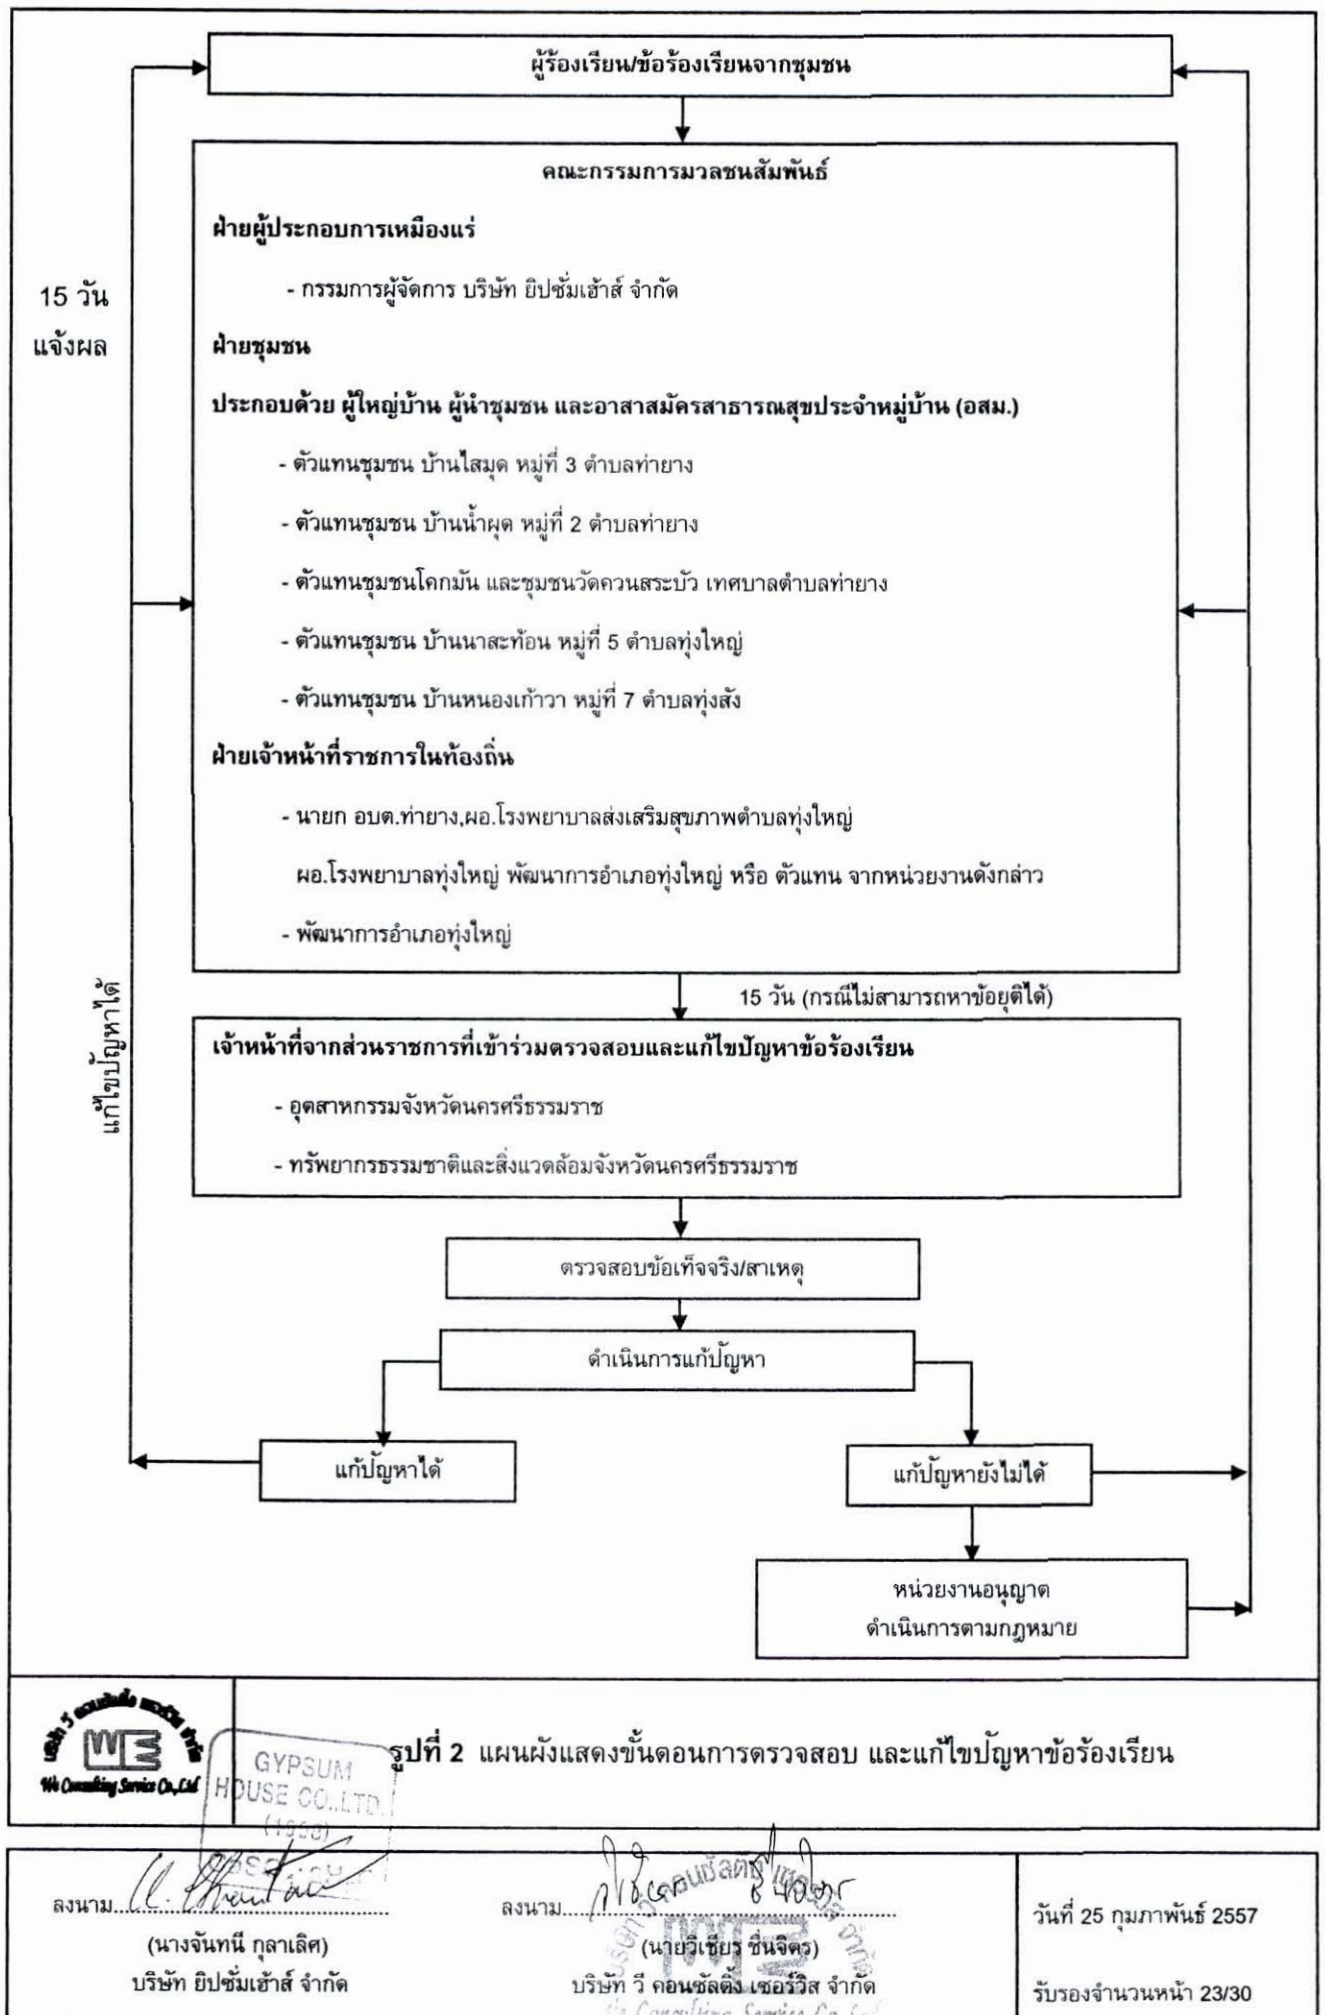 ผู้ร้องเรียน/ข้อร้องเรียนจากชุมชน
คณะกรรมการมวลชนสัมพันธ์
ฝ่ายผู้ประกอบการเหมืองแร่
- กรรมการผู้จัดการ บริษัท ยิปซั่มเฮ้าส์ จำกัด
15 วัน
แจ้งผล
ฝ่ายชุมชน
ประกอบด้วย ผู้ใหญ่บ้าน ผู้นำชุมชน และอาสาสมัครสาธารณสุขประจำหมู่บ้าน (อสม.)
- ตัวแทนชุมชน บ้านไสมุด หมู่ที่ 3 ตำบลท่ายาง
- ตัวแทนชุมชน บ้านน้ำผุด หมู่ที่ 2 ตำบลท่ายาง
- ตัวแทนชุมชนโคกมัน และชุมชนวัดควนสระบัว เทศบาลตำบลท่ายาง
- ตัวแทนชุมชน บ้านนาสะท้อน หมู่ที่ 5 ตำบลทุ่งใหญ่
- ตัวแทนชุมชน บ้านหนองเก้าวา หมู่ที่ 7 ตำบลทุ่งสัง
ฝ่ายเจ้าหน้าที่ราชการในท้องถิ่น
- นายก อบต.ท่ายาง,ผอ.โรงพยาบาลส่งเสริมสุขภาพตำบลทุ่งใหญ่
ผอ.โรงพยาบาลทุ่งใหญ่ พัฒนาการอำเภอทุ่งใหญ่ หรือ ตัวแทน จากหน่วยงานดังกล่าว
- พัฒนาการอำเภอทุ่งใหญ่
แก้ไขปัญหาได้
15 วัน (กรณีไม่สามารถหาข้อยุติได้)
เจ้าหน้าที่จากส่วนราชการที่เข้าร่วมตรวจสอบและแก้ไขปัญหาข้อร้องเรียน
- อุตสาหกรรมจังหวัดนครศรีธรรมราช
- ทรัพยากรธรรมชาติและสิ่งแวดล้อมจังหวัดนครศรีธรรมราช
ตรวจสอบข้อเท็จจริง/สาเหตุ
ดำเนินการแก้ปัญหา
แก้ปัญหาได้
แก้ปัญหายังไม่ได้
หน่วยงานอนุญาต
ดำเนินการตามกฎหมาย
บริษัท วี คอนซัลติ้ง เซอร์วิส จำกัด
WE
We Consulting Service Co.,Ltd.
GYPSUM
HOUSE CO.,LTD.
รูปที่ 2 แผนผังแสดงขั้นตอนการตรวจสอบ และแก้ไขปัญหาข้อร้องเรียน
ลงนาม
(นางจันทนี กุลาเลิศ)
บริษัท ยิปซั่มเฮ้าส์ จำกัด
ลงนาม
(นายวิเชียร ชื่นจิตร)
บริษัท วี คอนซัลติ้ง เซอร์วิส จำกัด
วันที่ 25 กุมภาพันธ์ 2557
รับรองจำนวนหน้า 23/30